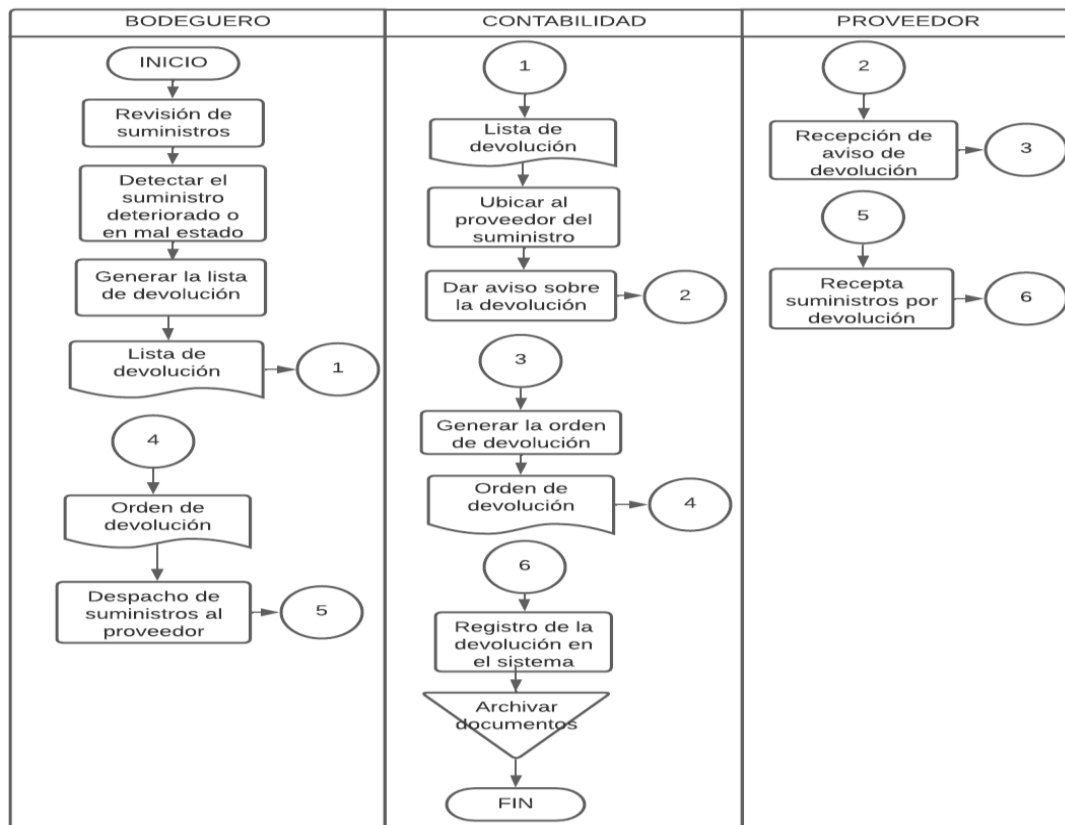 BODEGUERO
INICIO
Revisión de
suministros
Detectar el
suministro
deteriorado o
en mal estado
Generar la lista
de devolución
Lista de
devolución
1
4
Orden de
devolución
Despacho de
suministros al
proveedor
5
CONTABILIDAD
1
Lista de
devolución
Ubicar al
proveedor del
suministro
Dar aviso sobre
la devolución
2
3
Generar la orden
de devolución
Orden de
devolución
4
6
Registro de la
devolución en
el sistema
Archivar
documentos
FIN
PROVEEDOR
2
Recepción de
aviso de
devolución
3
5
Recepta
suministros por
devolución
6